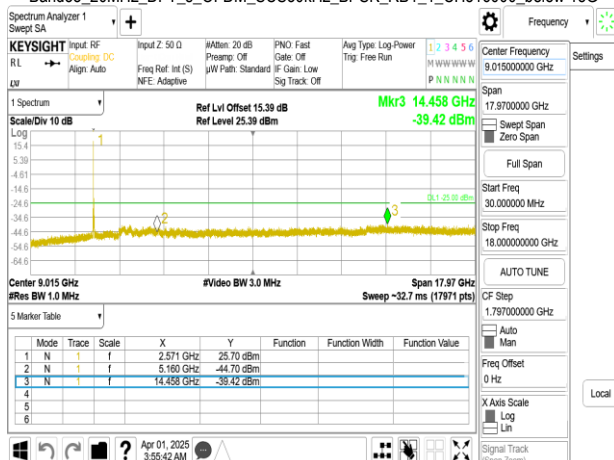 Spectrum Analyzer 1
Swept SA
+
Frequency
Settings
KEYSIGHT
RL
Input: RF
Coupling: DC
Align: Auto
Input Z: 50 Ω
Freq Ref: Int (S)
NFE: Adaptive
#Atten: 20 dB
Preamp: Off
µW Path: Standard
PNO: Fast
Gate: Off
IF Gain: Low
Sig Track: Off
Avg Type: Log-Power
Trig: Free Run
1 2 3 4 5 6
M W W W W W
P N N N N N
1 Spectrum
Scale/Div 10 dB
Log
Ref Lvl Offset 15.39 dB
Ref Level 25.39 dBm
Mkr3 14.458 GHz
-39.42 dBm
15.4
5.39
-4.61
-14.6
-24.6
-34.6
-44.6
-54.6
-64.6
1
2
3
DL1 -25.00 dBm
Center 9.015 GHz
#Res BW 1.0 MHz
#Video BW 3.0 MHz
Span 17.97 GHz
Sweep ~32.7 ms (17971 pts)
5 Marker Table
Mode Trace Scale X Y Function Function Width Function Value
1 N 1 f 2.571 GHz 25.70 dBm
2 N 1 f 5.160 GHz -44.70 dBm
3 N 1 f 14.458 GHz -39.42 dBm
4
5
6
Apr 01, 2025
3:55:42 AM
Center Frequency
9.015000000 GHz
Span
17.9700000 GHz
Swept Span
Zero Span
Full Span
Start Freq
30.000000 MHz
Stop Freq
18.000000000 GHz
AUTO TUNE
CF Step
1.797000000 GHz
Auto
Man
Freq Offset
0 Hz
X Axis Scale
Log
Lin
Signal Track
Local